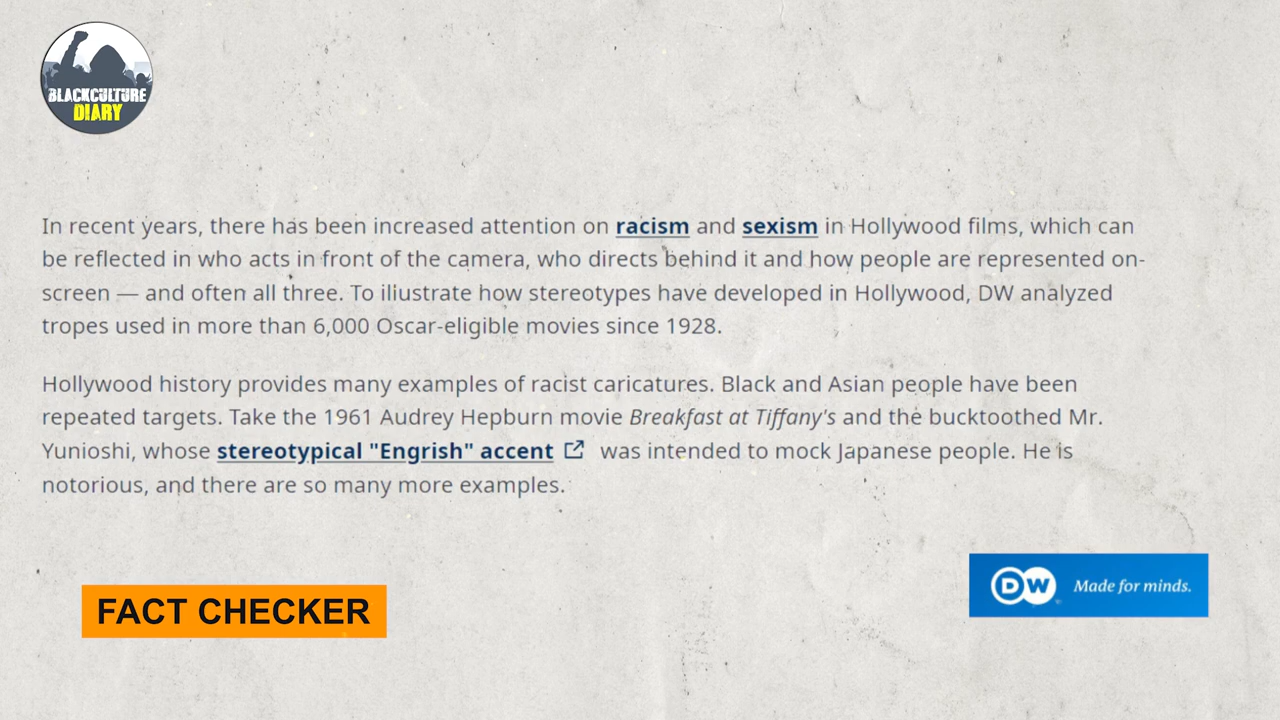 BLACKCULTURE
DIARY
In recent years, there has been increased attention on racism and sexism in Hollywood films, which can
be reflected in who acts in front of the camera, who directs behind it and how people are represented on-
screen — and often all three. To illustrate how stereotypes have developed in Hollywood, DW analyzed
tropes used in more than 6,000 Oscar-eligible movies since 1928.
Hollywood history provides many examples of racist caricatures. Black and Asian people have been
repeated targets. Take the 1961 Audrey Hepburn movie Breakfast at Tiffany's and the bucktoothed Mr.
Yunioshi, whose stereotypical "Engrish" accent was intended to mock Japanese people. He is
notorious, and there are so many more examples.
FACT CHECKER
DW Made for minds.